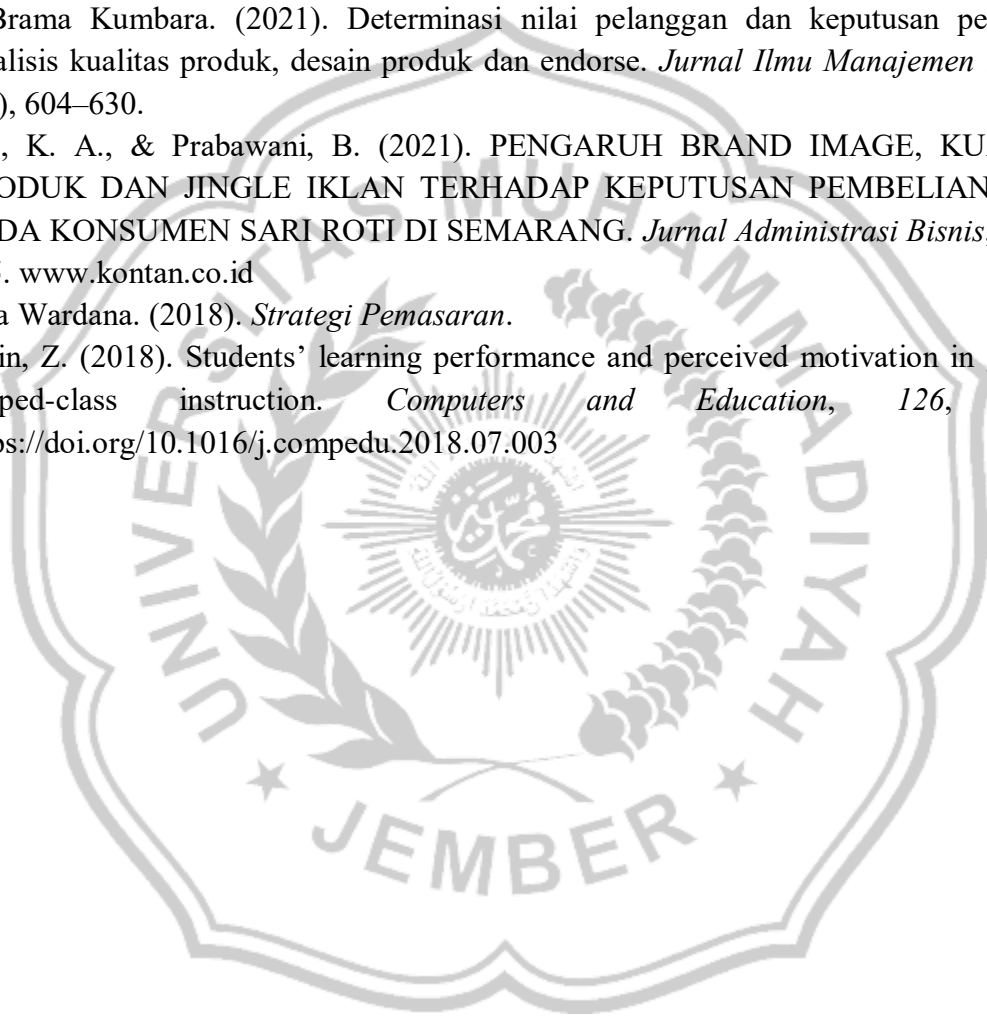 Brama Kumbara. (2021). Determinasi nilai pelanggan dan keputusan pe
alisis kualitas produk, desain produk dan endorse. Jurnal Ilmu Manajemen
), 604–630.
., K. A., & Prabawani, B. (2021). PENGARUH BRAND IMAGE, KU
ODUK DAN JINGLE IKLAN TERHADAP KEPUTUSAN PEMBELIAN
DA KONSUMEN SARI ROTI DI SEMARANG. Jurnal Administrasi Bisnis,
. www.kontan.co.id
a Wardana. (2018). Strategi Pemasaran.
in, Z. (2018). Students’ learning performance and perceived motivation in
ped-class instruction. Computers and Education, 126,
ps://doi.org/10.1016/j.compedu.2018.07.003
UNIVERSITAS MUHAMMADIYAH
JEMBER